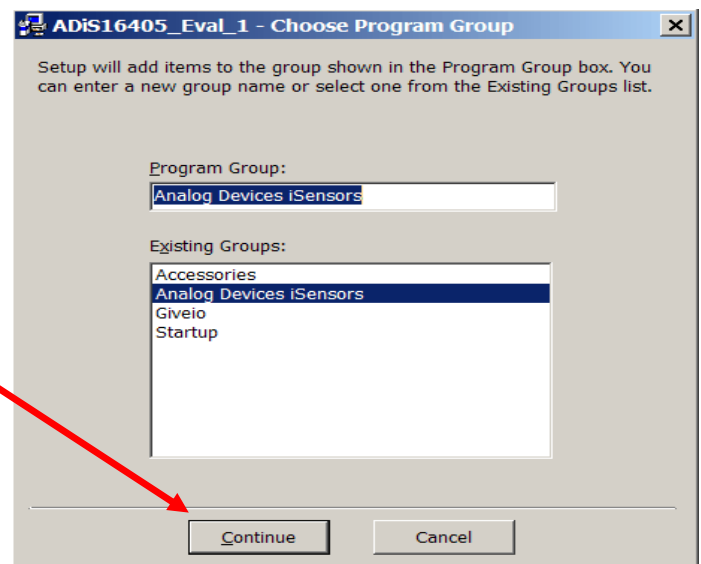 ADiS16405_Eval_1 - Choose Program Group
Setup will add items to the group shown in the Program Group box. You
can enter a new group name or select one from the Existing Groups list.
Program Group:
Analog Devices iSensors
Existing Groups:
Accessories
Analog Devices iSensors
Giveio
Startup
Continue
Cancel